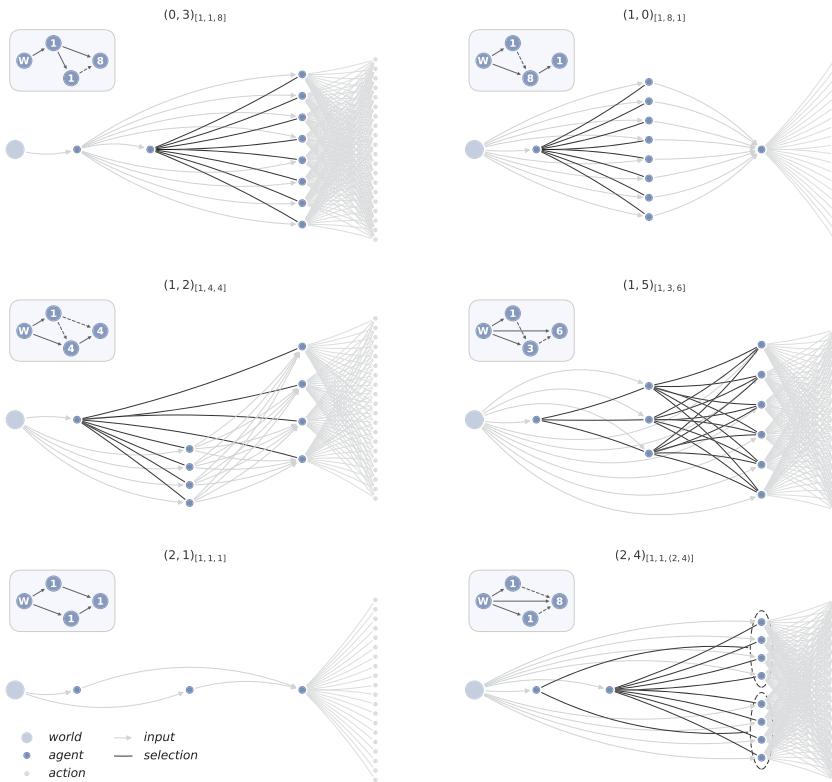 (0, 3)[1, 1, 8]
W 1 1 8
(1, 0)[1, 8, 1]
W 1 8 1
(1, 2)[1, 4, 4]
W 1 4 4
(1, 5)[1, 3, 6]
W 1 3 6
(2, 1)[1, 1, 1]
W 1 1 1
(2, 4)[1, 1, (2, 4)]
W 1 1 8
world
input
agent
selection
action